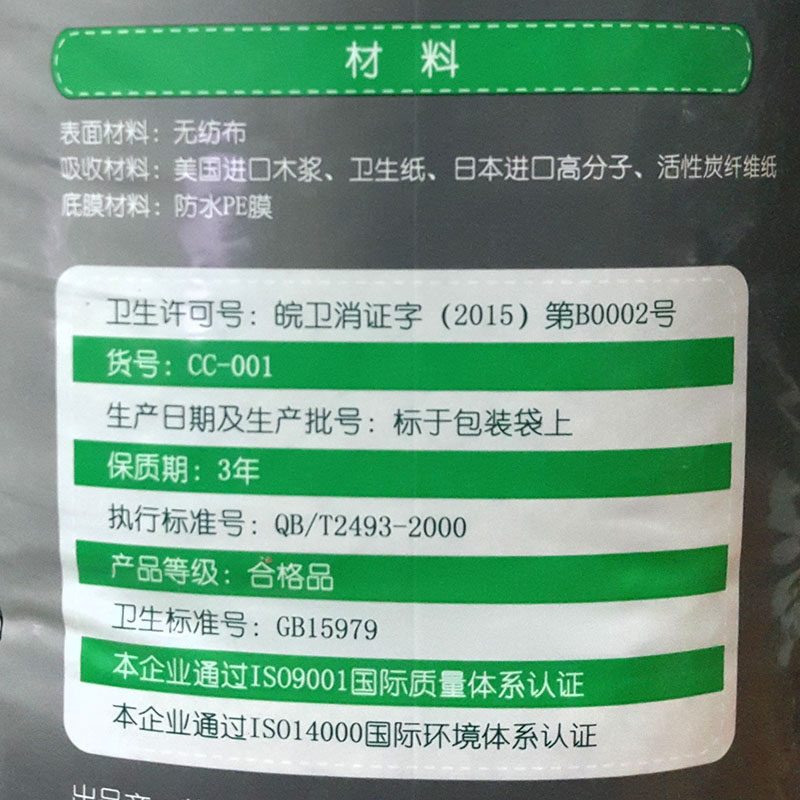 材 料
表面材料：无纺布
吸收材料：美国进口木浆、卫生纸、日本进口高分子、活性炭纤维纸
底膜材料：防水PE膜
卫生许可号：皖卫消证字（2015）第B0002号
货号：CC-001
生产日期及生产批号：标于包装袋上
保质期：3年
执行标准号：QB/T2493-2000
产品等级：合格品
卫生标准号：GB15979
本企业通过ISO9001国际质量体系认证
本企业通过ISO14000国际环境体系认证